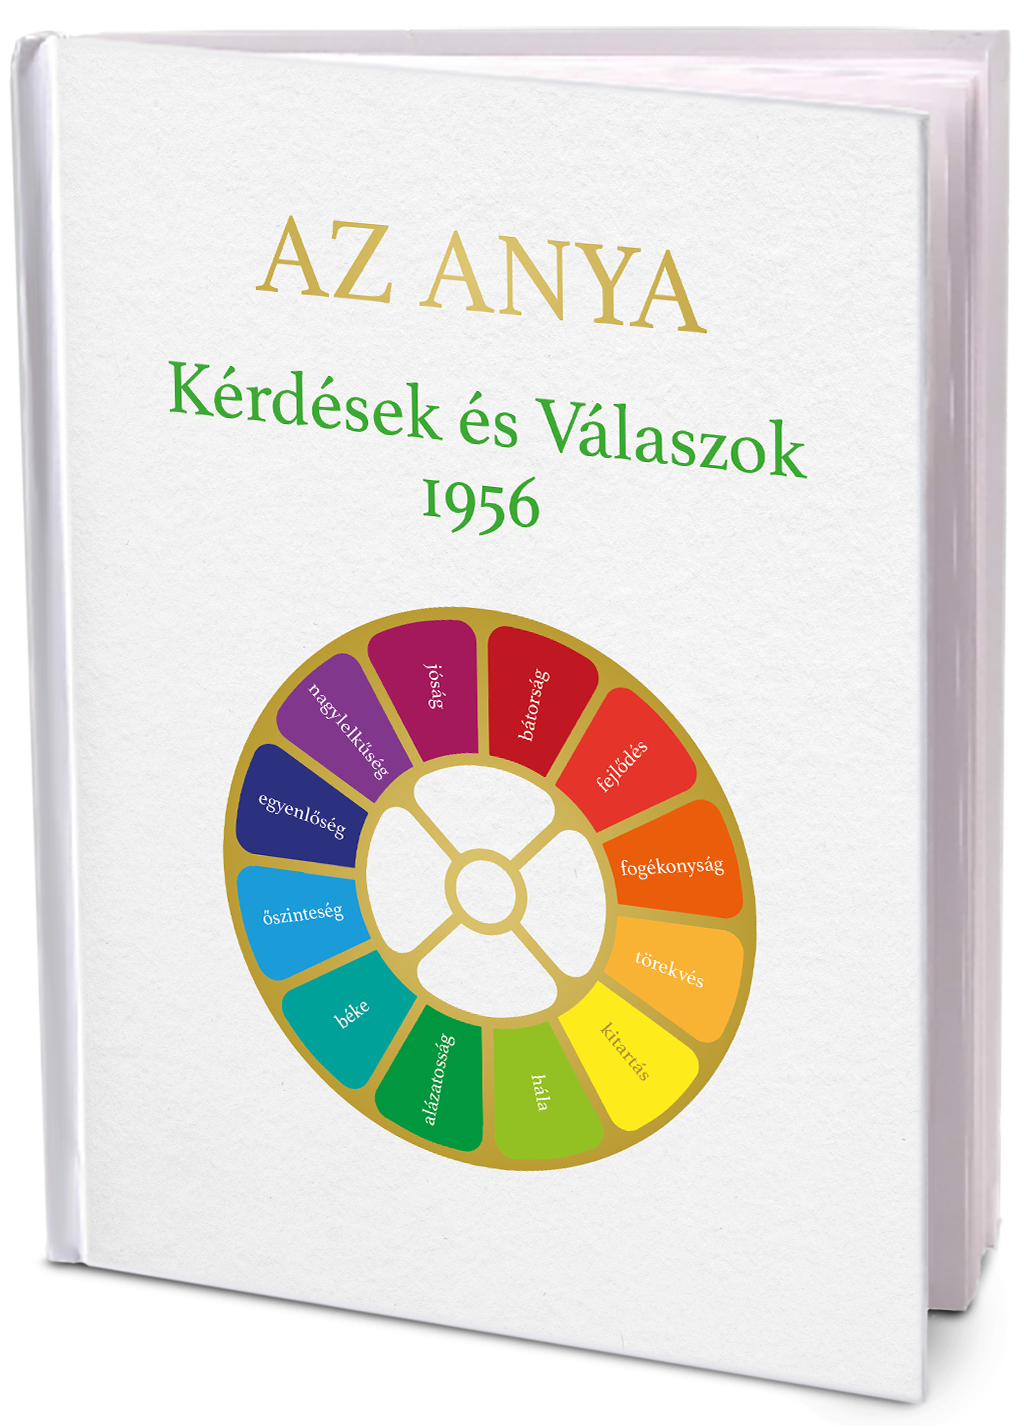 AZ ANYA
Kérdések és Válaszok
1956
jóság
bátorság
fejlődés
fogékonyság
törekvés
kitartás
hála
alázatosság
béke
őszinteség
egyenlőség
nagylelkűség